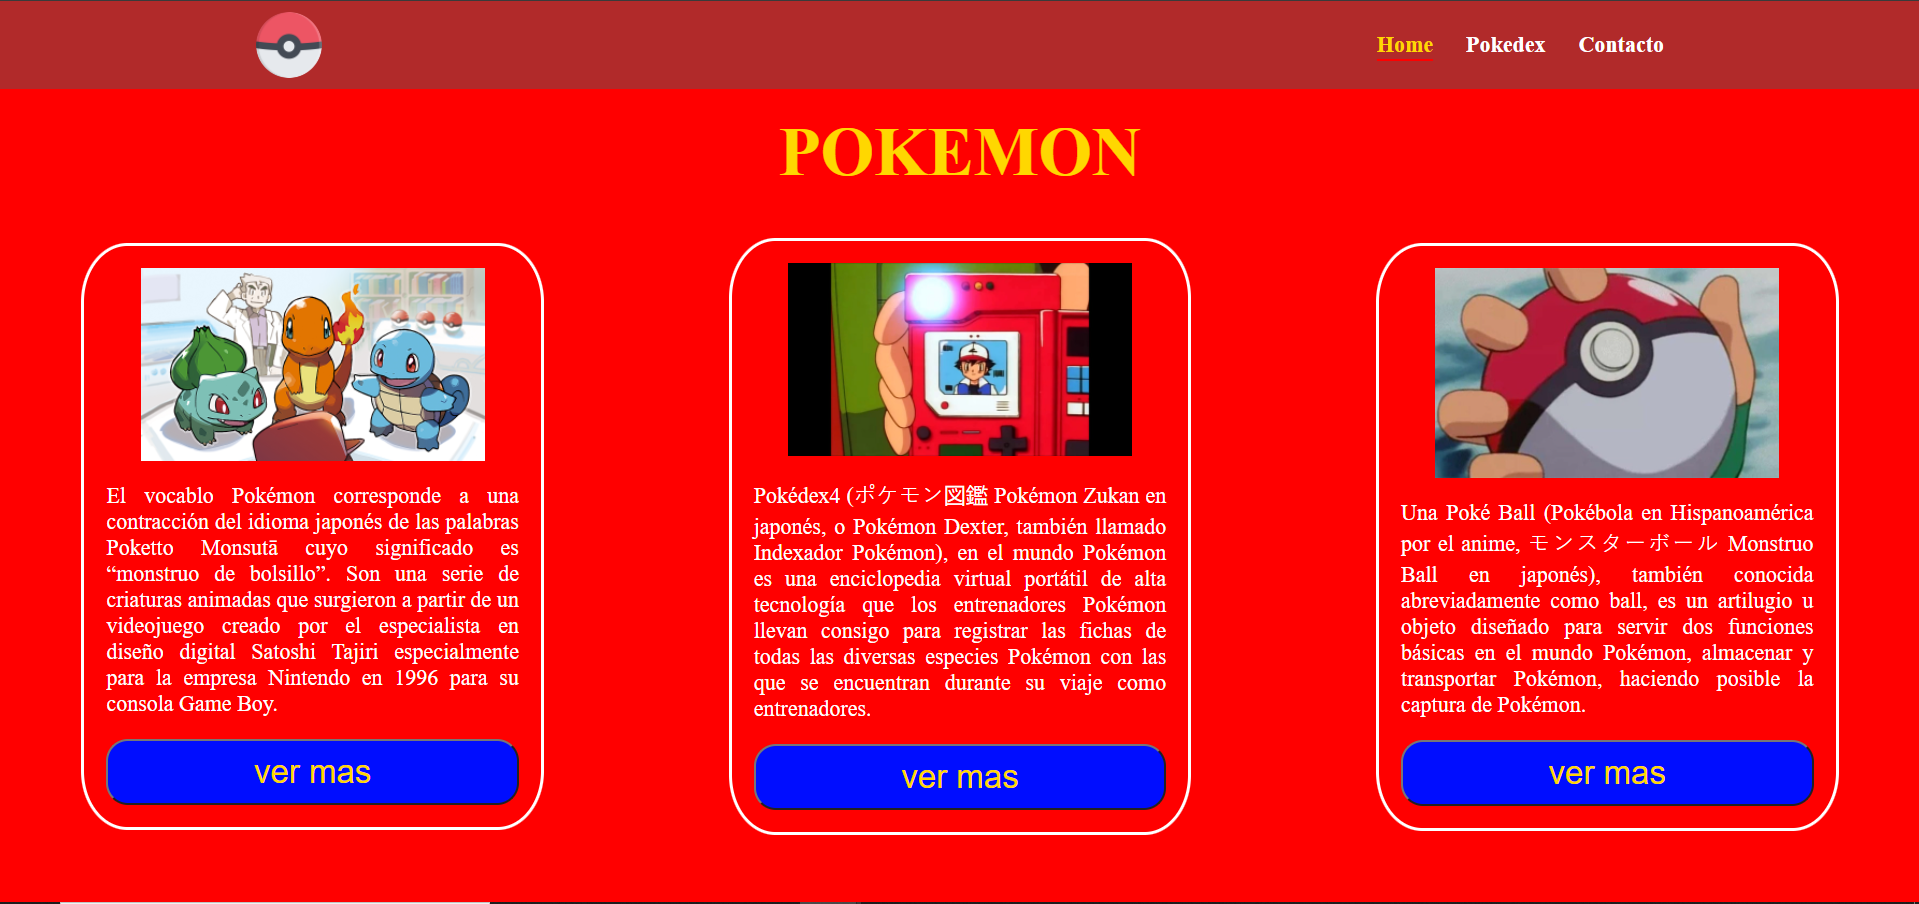 Home Pokedex Contacto
POKEMON
El vocablo Pokémon corresponde a una
contracción del idioma japonés de las palabras
Poketto Monsutā cuyo significado es
“monstruo de bolsillo”. Son una serie de
criaturas animadas que surgieron a partir de un
videojuego creado por el especialista en
diseño digital Satoshi Tajiri especialmente
para la empresa Nintendo en 1996 para su
consola Game Boy.
ver mas
Pokédex4 (ポケモン図鑑 Pokémon Zukan en
japonés, o Pokémon Dexter, también llamado
Indexador Pokémon), en el mundo Pokémon
es una enciclopedia virtual portátil de alta
tecnología que los entrenadores Pokémon
llevan consigo para registrar las fichas de
todas las diversas especies Pokémon con las
que se encuentran durante su viaje como
entrenadores.
ver mas
Una Poké Ball (Pokébola en Hispanoamérica
por el anime, モンスターボール Monstruo
Ball en japonés), también conocida
abreviadamente como ball, es un artilugio u
objeto diseñado para servir dos funciones
básicas en el mundo Pokémon, almacenar y
transportar Pokémon, haciendo posible la
captura de Pokémon.
ver mas